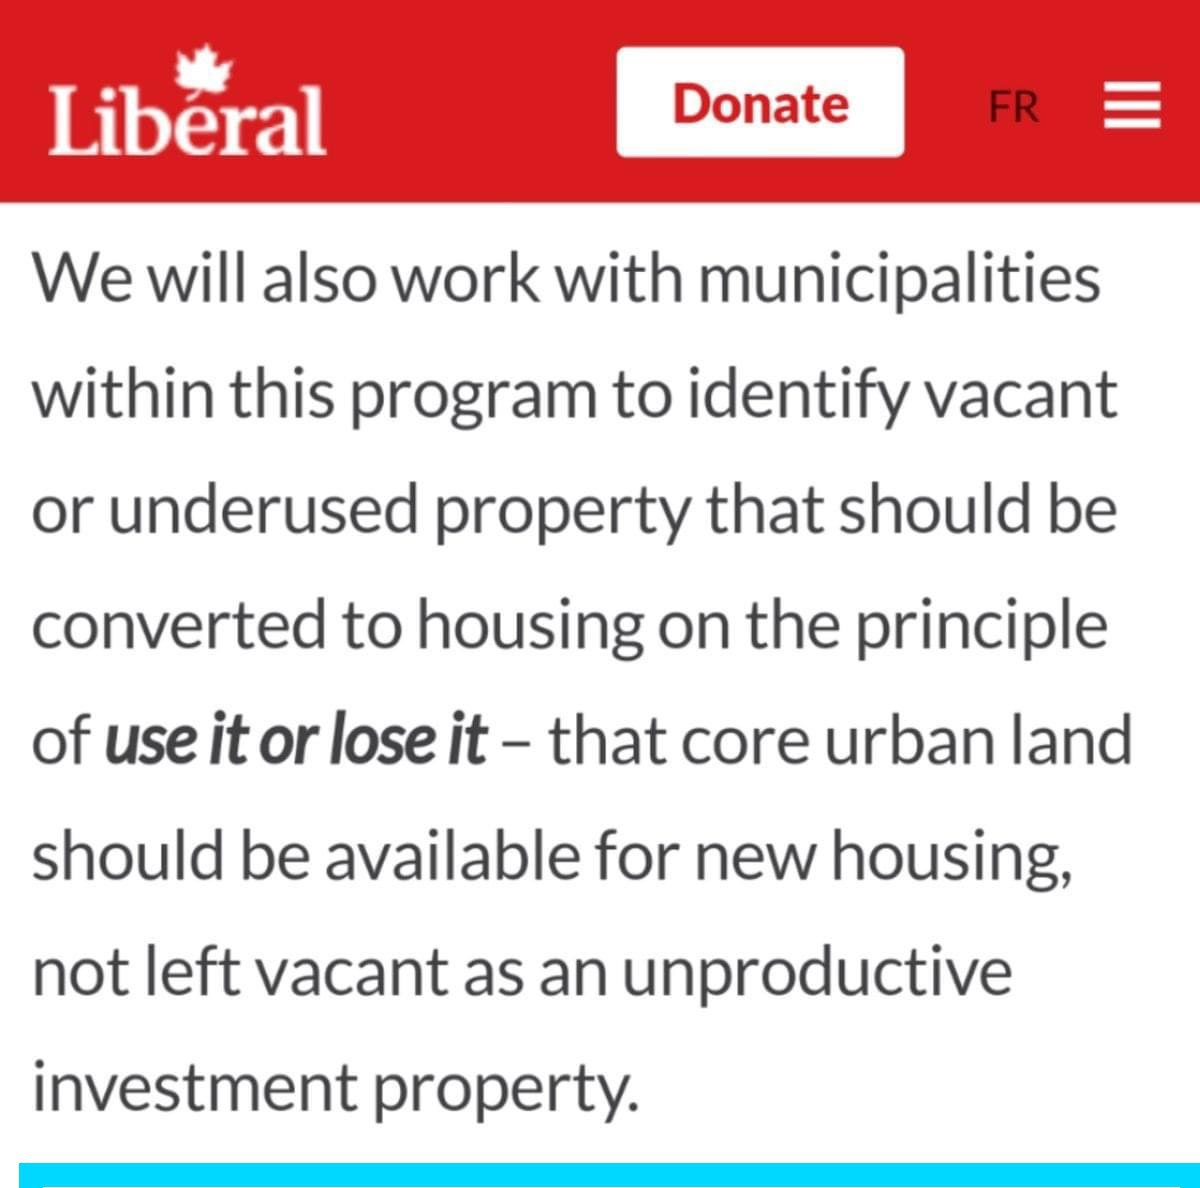 Liberal
Donate
FR
We will also work with municipalities
within this program to identify vacant
or underused property that should be
converted to housing on the principle
of use it or lose it – that core urban land
should be available for new housing,
not left vacant as an unproductive
investment property.